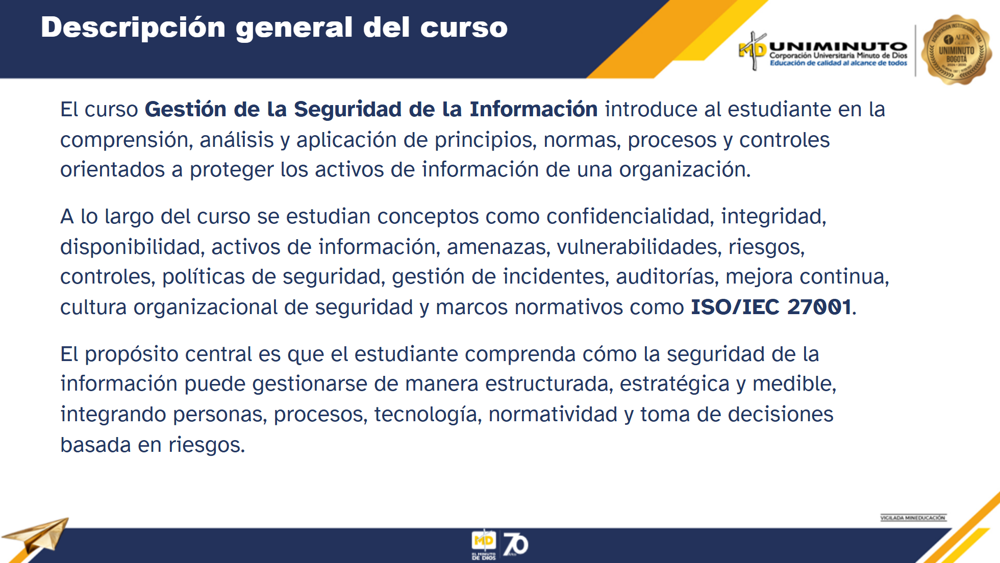 Descripción general del curso
UNIMINUTO
Corporación Universitaria Minuto de Dios
Educación de calidad al alcance de todos
ACREDITACIÓN INSTITUCIONAL
ALTA
CALIDAD
UNIMINUTO
BOGOTÁ
El curso Gestión de la Seguridad de la Información introduce al estudiante en la
comprensión, análisis y aplicación de principios, normas, procesos y controles
orientados a proteger los activos de información de una organización.
A lo largo del curso se estudian conceptos como confidencialidad, integridad,
disponibilidad, activos de información, amenazas, vulnerabilidades, riesgos,
controles, políticas de seguridad, gestión de incidentes, auditorías, mejora continua,
cultura organizacional de seguridad y marcos normativos como ISO/IEC 27001.
El propósito central es que el estudiante comprenda cómo la seguridad de la
información puede gestionarse de manera estructurada, estratégica y medible,
integrando personas, procesos, tecnología, normatividad y toma de decisiones
basada en riesgos.
VIGILADA MINEDUCACIÓN
MD
EL MINUTO
DE DIOS
70
Años